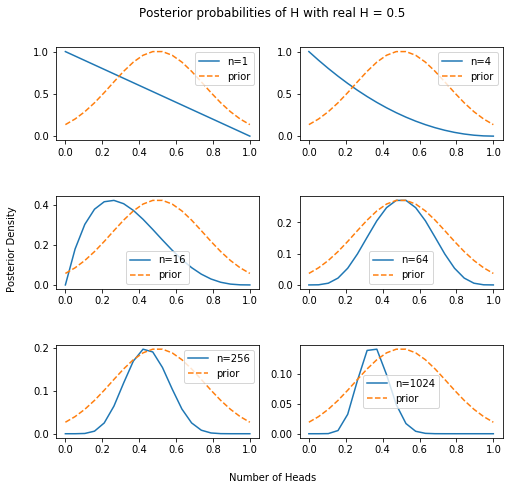 Posterior probabilities of H with real H = 0.5
1.0
0.5
0.0
n=1
prior
0.0 0.2 0.4 0.6 0.8 1.0
1.0
0.5
0.0
n=4
prior
0.0 0.2 0.4 0.6 0.8 1.0
Posterior Density
0.4
0.2
0.0
n=16
prior
0.0 0.2 0.4 0.6 0.8 1.0
0.2
0.1
0.0
n=64
prior
0.0 0.2 0.4 0.6 0.8 1.0
0.2
0.1
0.0
n=256
prior
0.0 0.2 0.4 0.6 0.8 1.0
0.10
0.05
0.00
n=1024
prior
0.0 0.2 0.4 0.6 0.8 1.0
Number of Heads